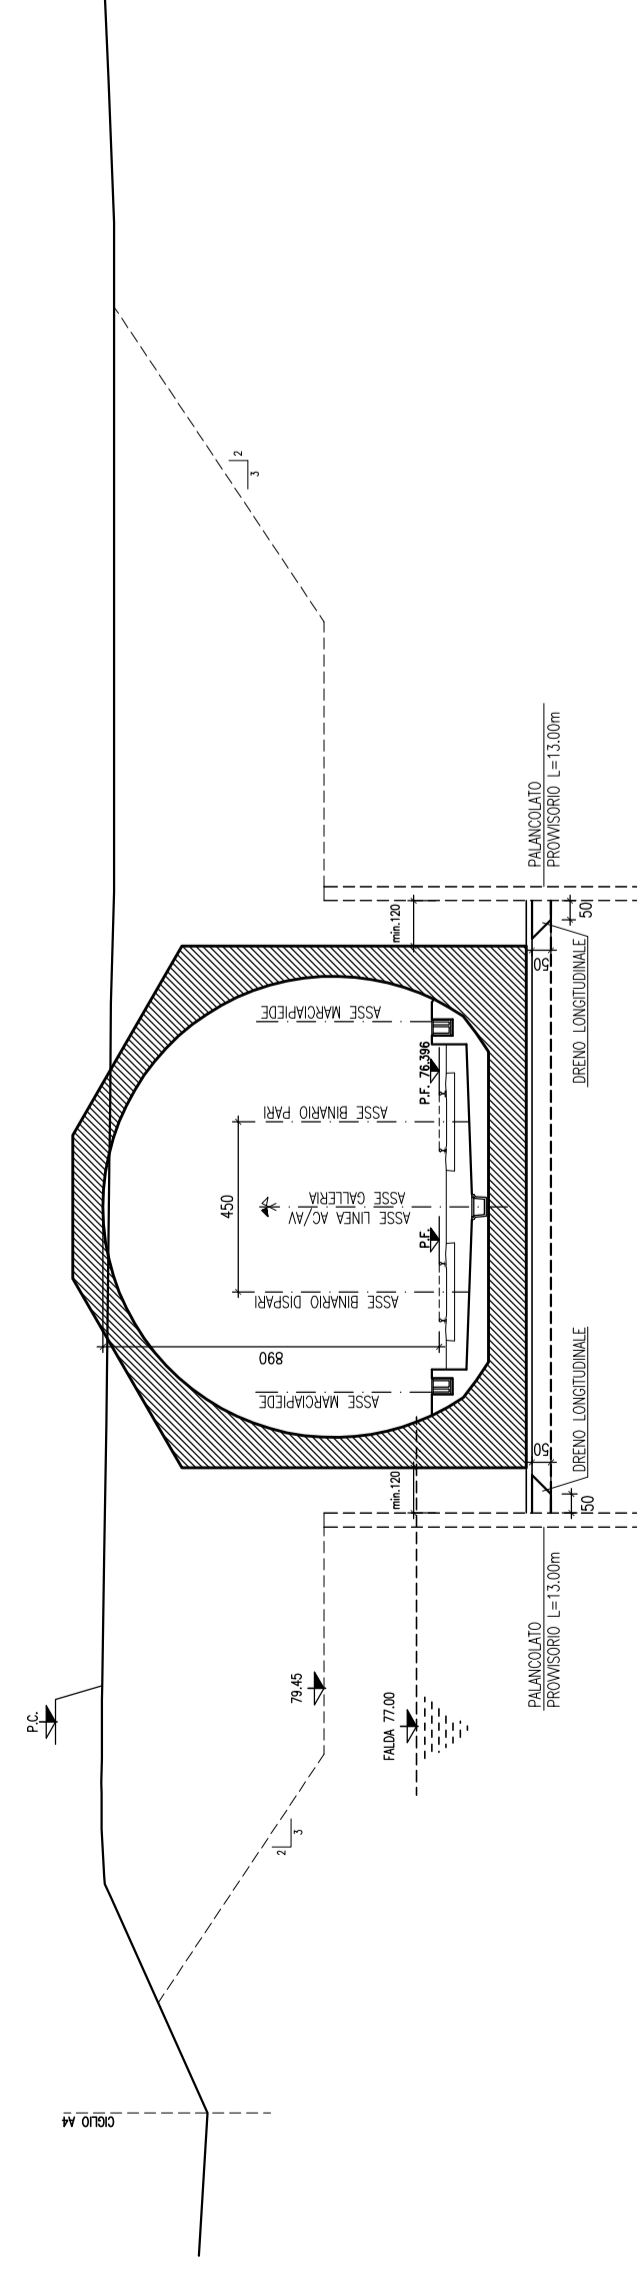 CIGLIO A4
P.C.
2
3
79.45
FALDA 77.00
PALANCOLATO
PROVVISORIO L=13.00m
min.120
50
50
DRENO LONGITUDINALE
ASSE MARCIAPIEDE
890
ASSE BINARIO DISPARI
P.F.
450
ASSE LINEA AC/AV
ASSE GALLERIA
ASSE BINARIO PARI
P.F. 76.396
ASSE MARCIAPIEDE
min.120
50
50
DRENO LONGITUDINALE
PALANCOLATO
PROVVISORIO L=13.00m
2
3